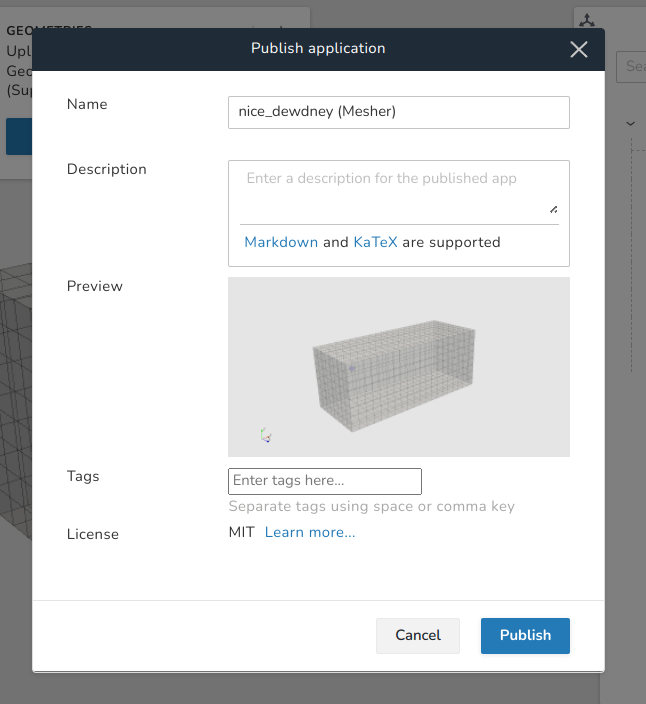 GEOMETRIES
Upl
Geo
(Sup
Sea
Publish application
Name
nice_dewdney (Mesher)
Description
Enter a description for the published app
Markdown and KaTeX are supported
Preview
Tags
Enter tags here...
Separate tags using space or comma key
License
MIT Learn more...
Cancel
Publish